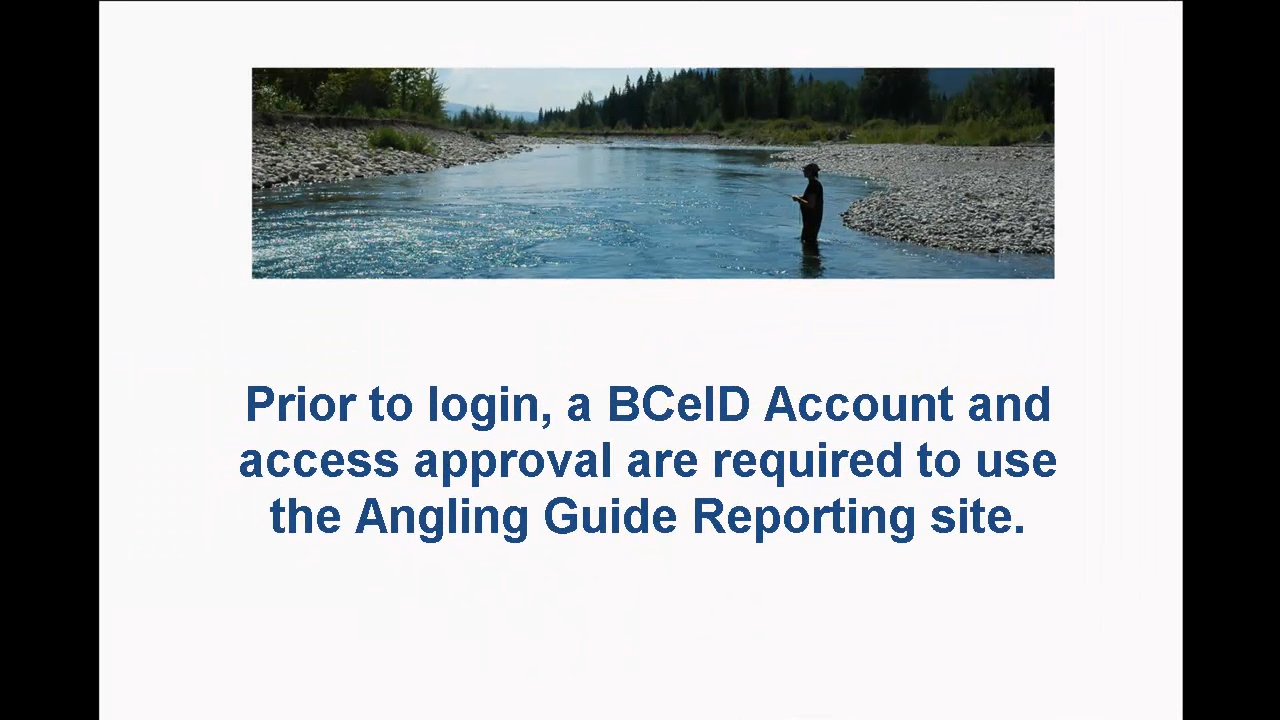 Prior to login, a BCeID Account and
access approval are required to use
the Angling Guide Reporting site.